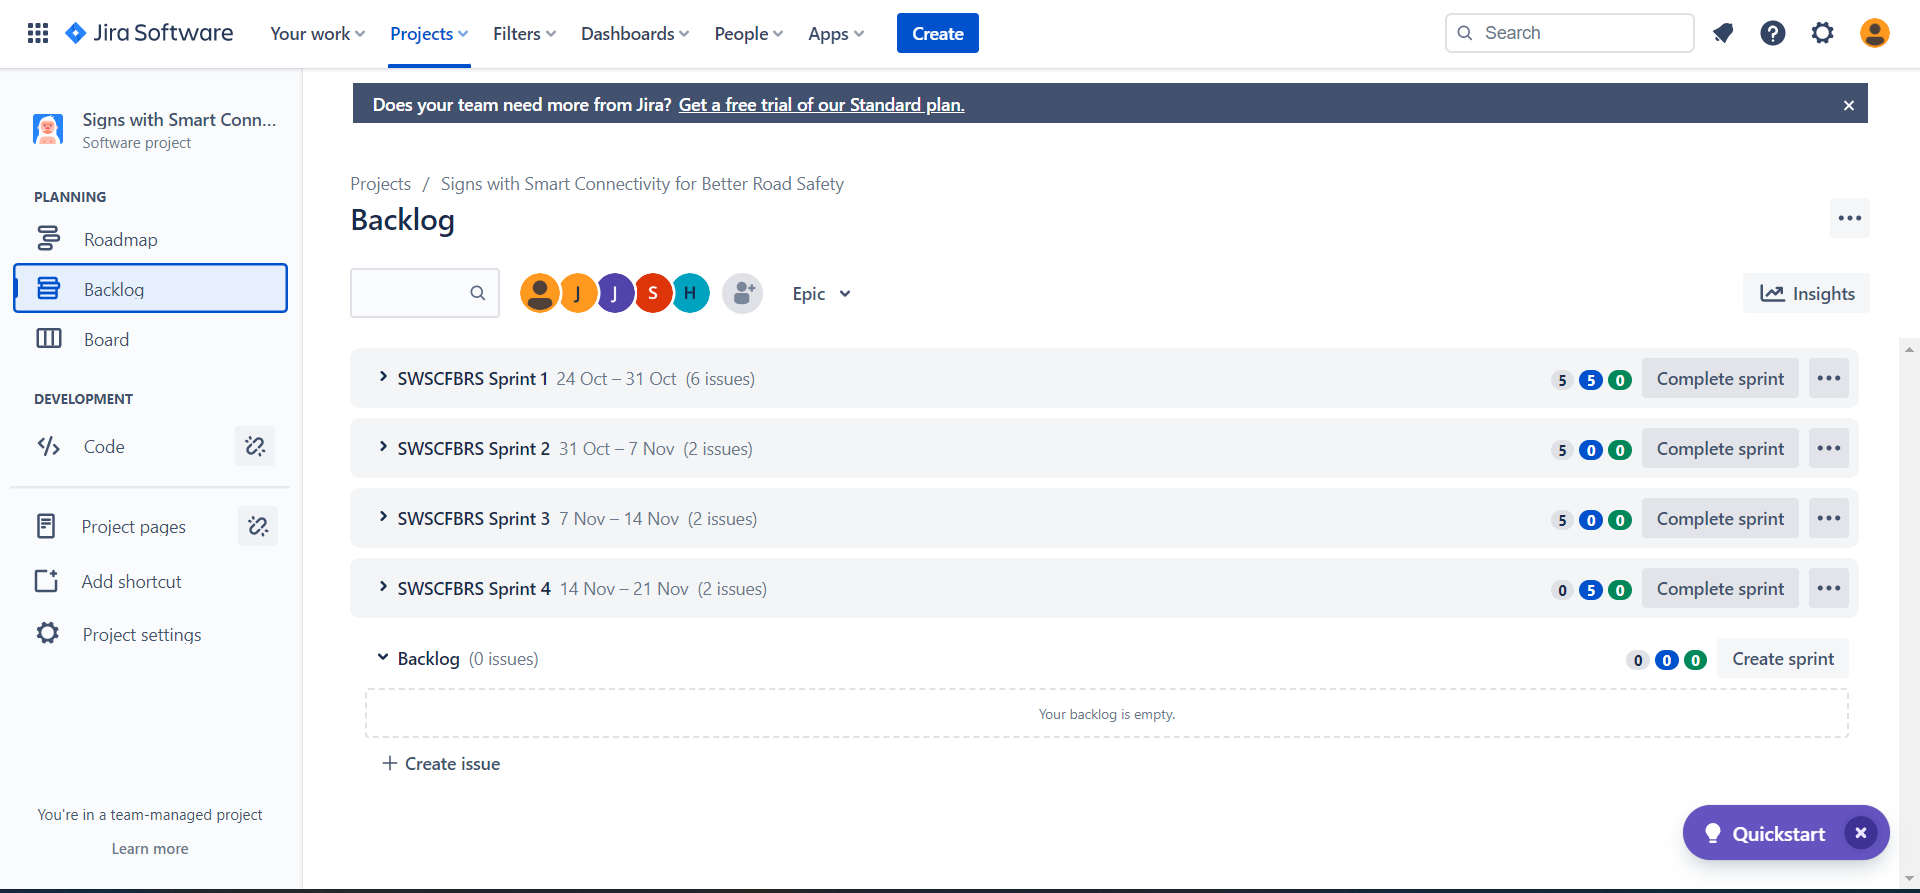 Jira Software Your work Projects Filters Dashboards People Apps Create Search
Does your team need more from Jira? Get a free trial of our Standard plan.
Signs with Smart Conn...
Software project
PLANNING
Roadmap
Backlog
Board
DEVELOPMENT
Code
Project pages
Add shortcut
Project settings
You're in a team-managed project
Learn more
Projects / Signs with Smart Connectivity for Better Road Safety
Backlog
J J S H Epic Insights
SWSCFBRS Sprint 1 24 Oct – 31 Oct (6 issues) 5 5 0 Complete sprint
SWSCFBRS Sprint 2 31 Oct – 7 Nov (2 issues) 5 0 0 Complete sprint
SWSCFBRS Sprint 3 7 Nov – 14 Nov (2 issues) 5 0 0 Complete sprint
SWSCFBRS Sprint 4 14 Nov – 21 Nov (2 issues) 0 5 0 Complete sprint
Backlog (0 issues) 0 0 0 Create sprint
Your backlog is empty.
+ Create issue
Quickstart